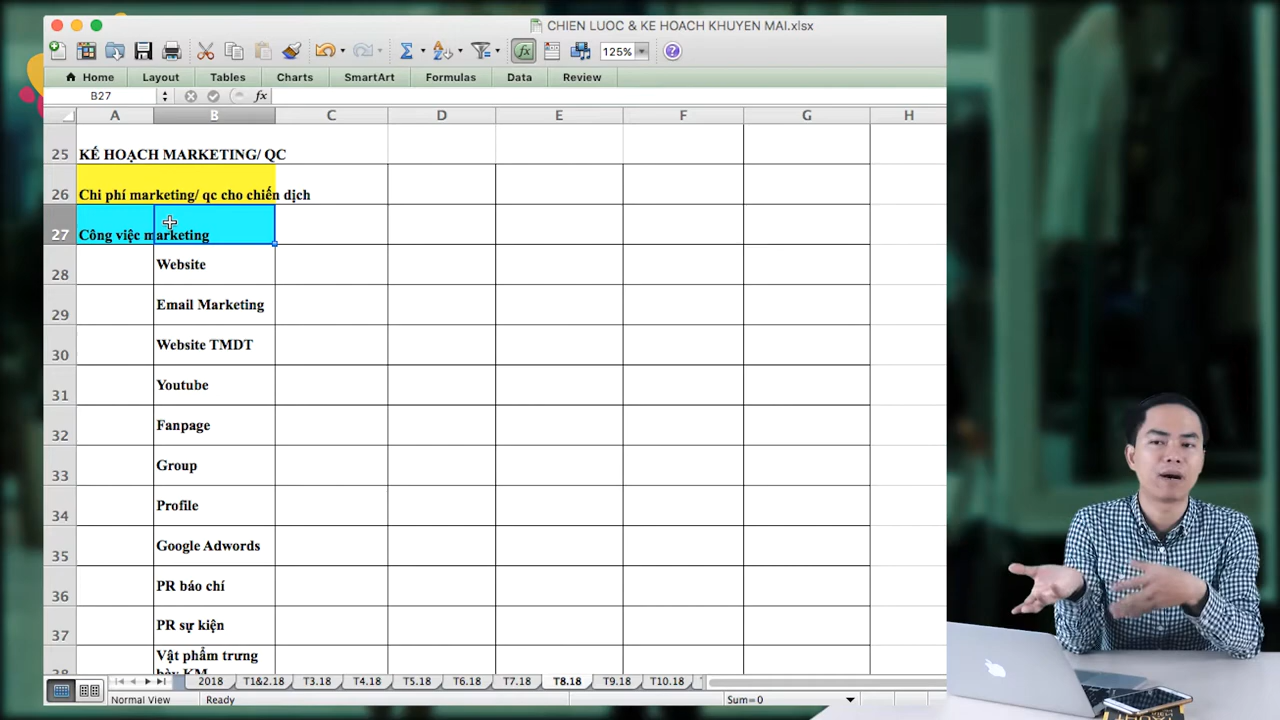 CHIEN LUOC & KE HOACH KHUYEN MAI.xlsx
125%
Home Layout Tables Charts SmartArt Formulas Data Review
B27 fx
A B C D E F G H
25 KẾ HOẠCH MARKETING/ QC
26 Chi phí marketing/ qc cho chiến dịch
27 Công việc marketing
28 Website
29 Email Marketing
30 Website TMDT
31 Youtube
32 Fanpage
33 Group
34 Profile
35 Google Adwords
36 PR báo chí
37 PR sự kiện
38 Vật phẩm trưng
bày KM
2018 T1&2.18 T3.18 T4.18 T5.18 T6.18 T7.18 T8.18 T9.18 T10.18
Normal View Ready Sum=0